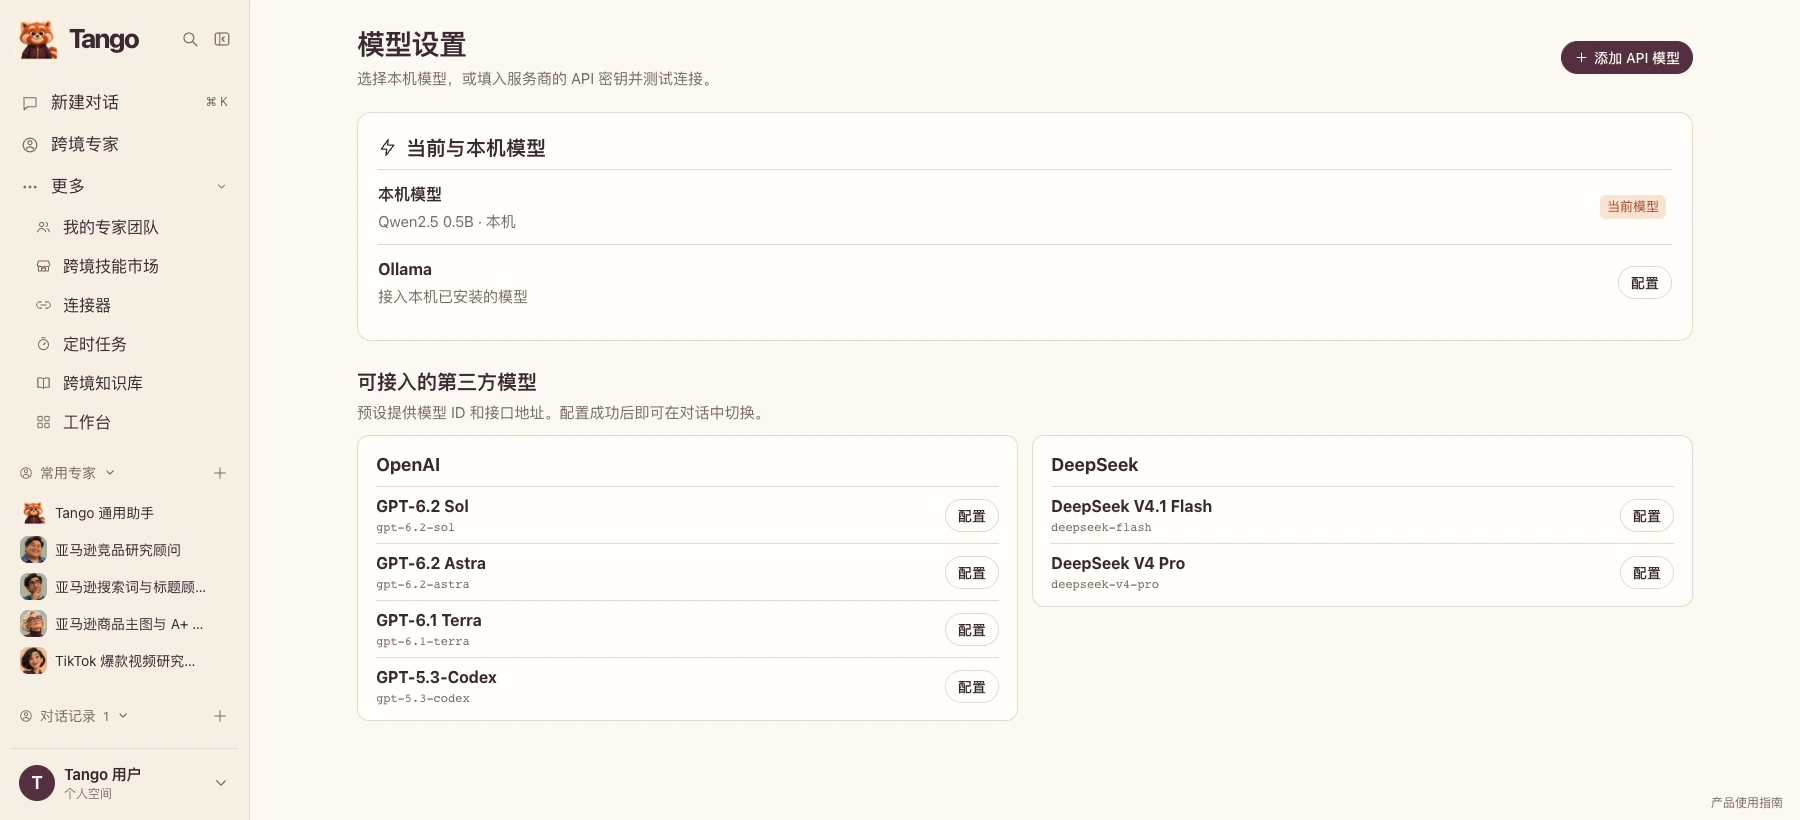 Tango
新建对话
⌘ K
跨境专家
更多
我的专家团队
跨境技能市场
连接器
定时任务
跨境知识库
工作台
常用专家
Tango 通用助手
亚马逊竞品研究顾问
亚马逊搜索词与标题顾...
亚马逊商品主图与 A+ ...
TikTok 爆款视频研究...
对话记录 1
T
Tango 用户
个人空间
模型设置
选择本机模型，或填入服务商的 API 密钥并测试连接。
添加 API 模型
当前与本机模型
本机模型
Qwen2.5 0.5B · 本机
当前模型
Ollama
接入本机已安装的模型
配置
可接入的第三方模型
预设提供模型 ID 和接口地址。配置成功后即可在对话中切换。
OpenAI
GPT-6.2 Sol
gpt-6.2-sol
配置
GPT-6.2 Astra
gpt-6.2-astra
配置
GPT-6.1 Terra
gpt-6.1-terra
配置
GPT-5.3-Codex
gpt-5.3-codex
配置
DeepSeek
DeepSeek V4.1 Flash
deepseek-flash
配置
DeepSeek V4 Pro
deepseek-v4-pro
配置
产品使用指南